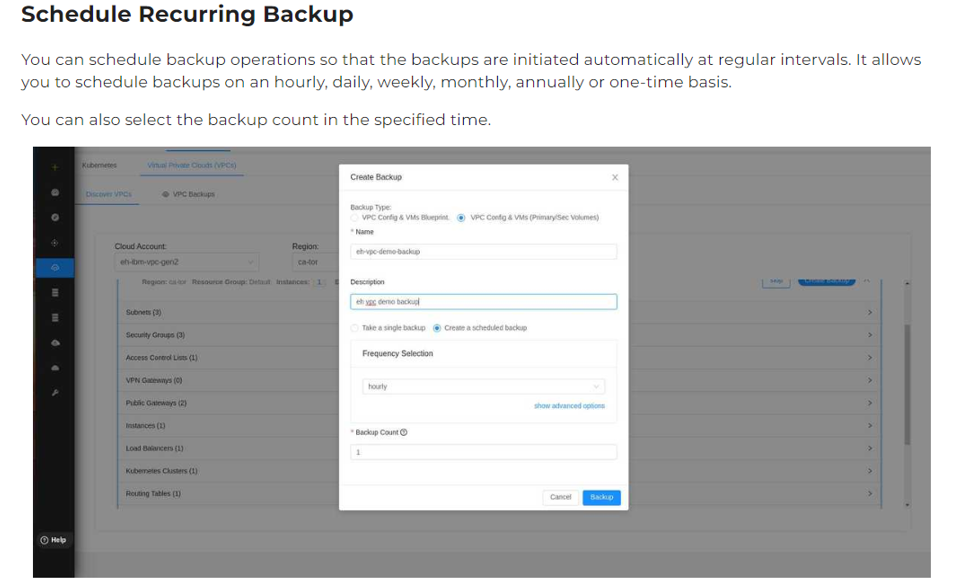 Schedule Recurring Backup
You can schedule backup operations so that the backups are initiated automatically at regular intervals. It allows
you to schedule backups on an hourly, daily, weekly, monthly, annually or one-time basis.
You can also select the backup count in the specified time.
Kubernetes
Virtual Private Clouds (VPCs)
Discover VPCs
VPC Backups
Cloud Account:
Region:
eh-ibm-vpc-gen2
ca-tor
Region: ca-tor Resource Group: Default Instances: 1
Subnets (3)
Security Groups (3)
Access Control Lists (1)
VPN Gateways (0)
Public Gateways (2)
Instances (1)
Load Balancers (1)
Kubernetes Clusters (1)
Routing Tables (1)
Help
Create Backup
Backup Type:
VPC Config & VMs Blueprint.
VPC Config & VMs (Primary/Sec Volumes)
* Name
eh-vpc-demo-backup
Description
eh vpc demo backup
Take a single backup
Create a scheduled backup
Frequency Selection
hourly
show advanced options
* Backup Count
1
Cancel
Backup